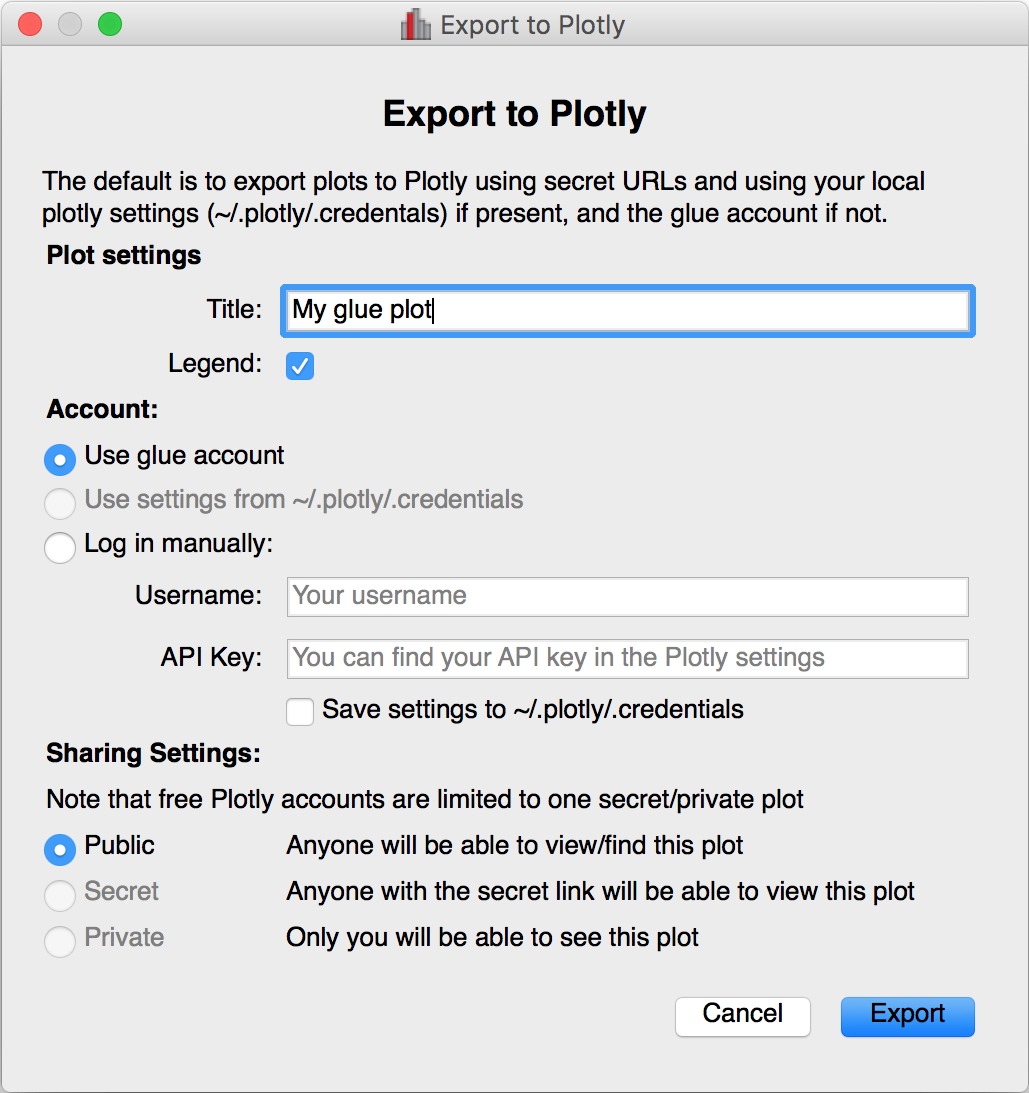 Export to Plotly
Export to Plotly
The default is to export plots to Plotly using secret URLs and using your local
plotly settings (~/.plotly/.credentals) if present, and the glue account if not.
Plot settings
Title: My glue plot
Legend:
Account:
Use glue account
Use settings from ~/.plotly/.credentials
Log in manually:
Username: Your username
API Key: You can find your API key in the Plotly settings
Save settings to ~/.plotly/.credentials
Sharing Settings:
Note that free Plotly accounts are limited to one secret/private plot
Public Anyone will be able to view/find this plot
Secret Anyone with the secret link will be able to view this plot
Private Only you will be able to see this plot
Cancel Export